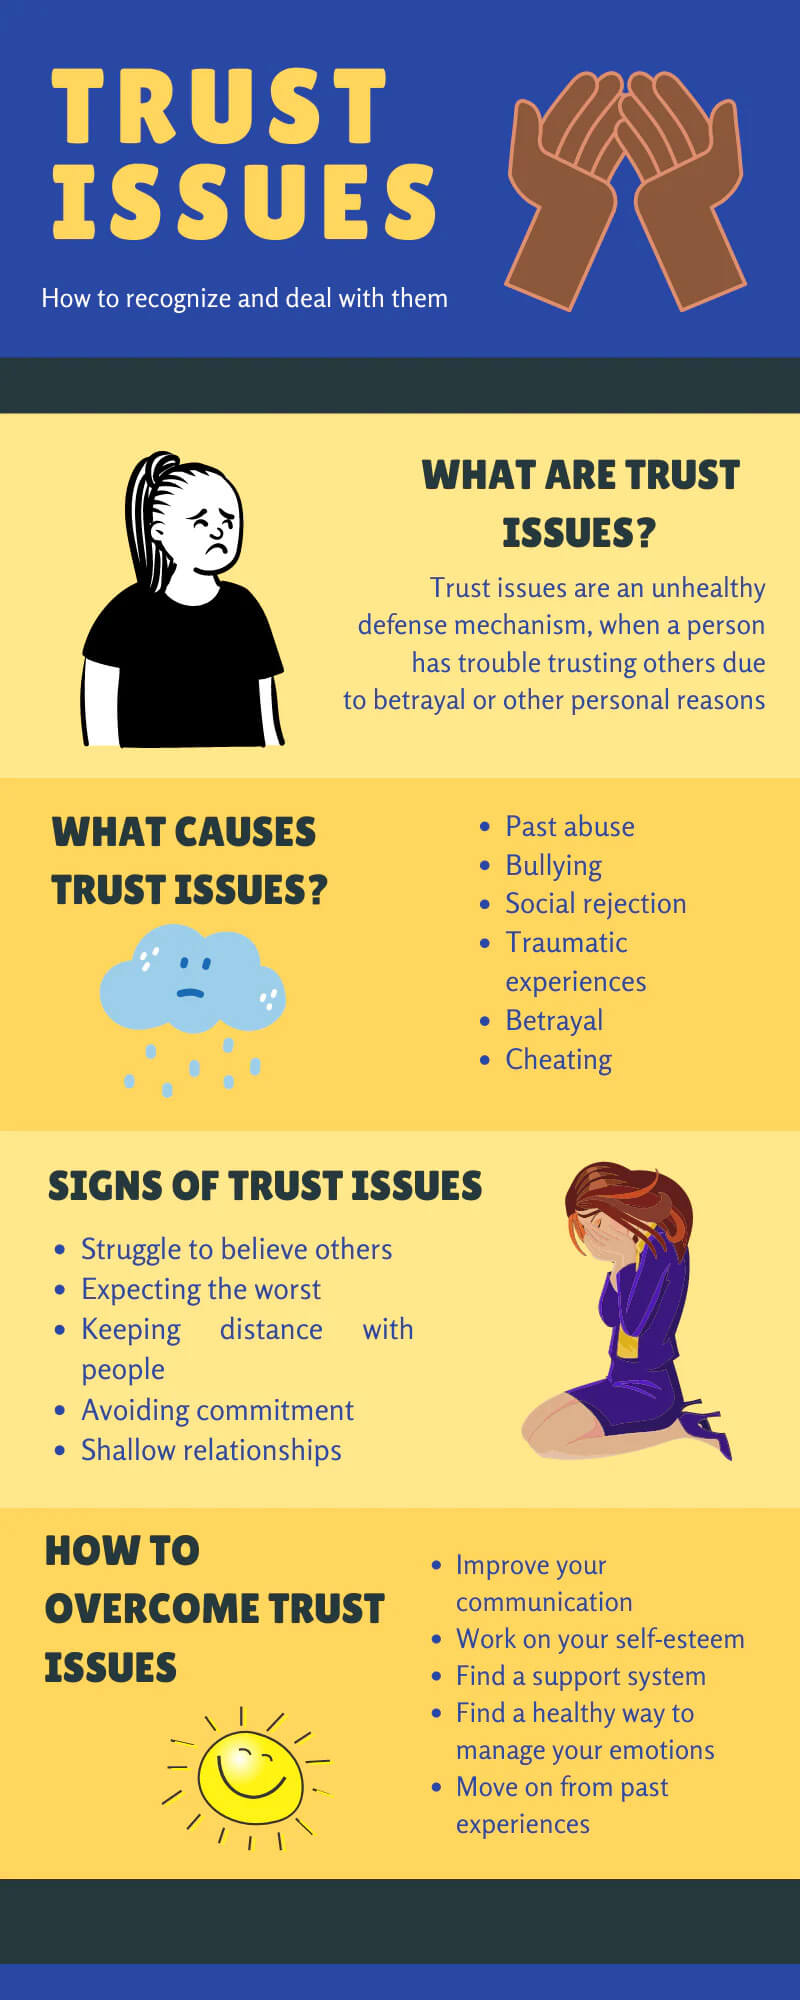 TRUST
ISSUES
How to recognize and deal with them
WHAT ARE TRUST
ISSUES?
Trust issues are an unhealthy
defense mechanism, when a person
has trouble trusting others due
to betrayal or other personal reasons
WHAT CAUSES
TRUST ISSUES?
• Past abuse
• Bullying
• Social rejection
• Traumatic
experiences
• Betrayal
• Cheating
SIGNS OF TRUST ISSUES
• Struggle to believe others
• Expecting the worst
• Keeping distance with
people
• Avoiding commitment
• Shallow relationships
HOW TO
OVERCOME TRUST
ISSUES
• Improve your
communication
• Work on your self-esteem
• Find a support system
• Find a healthy way to
manage your emotions
• Move on from past
experiences